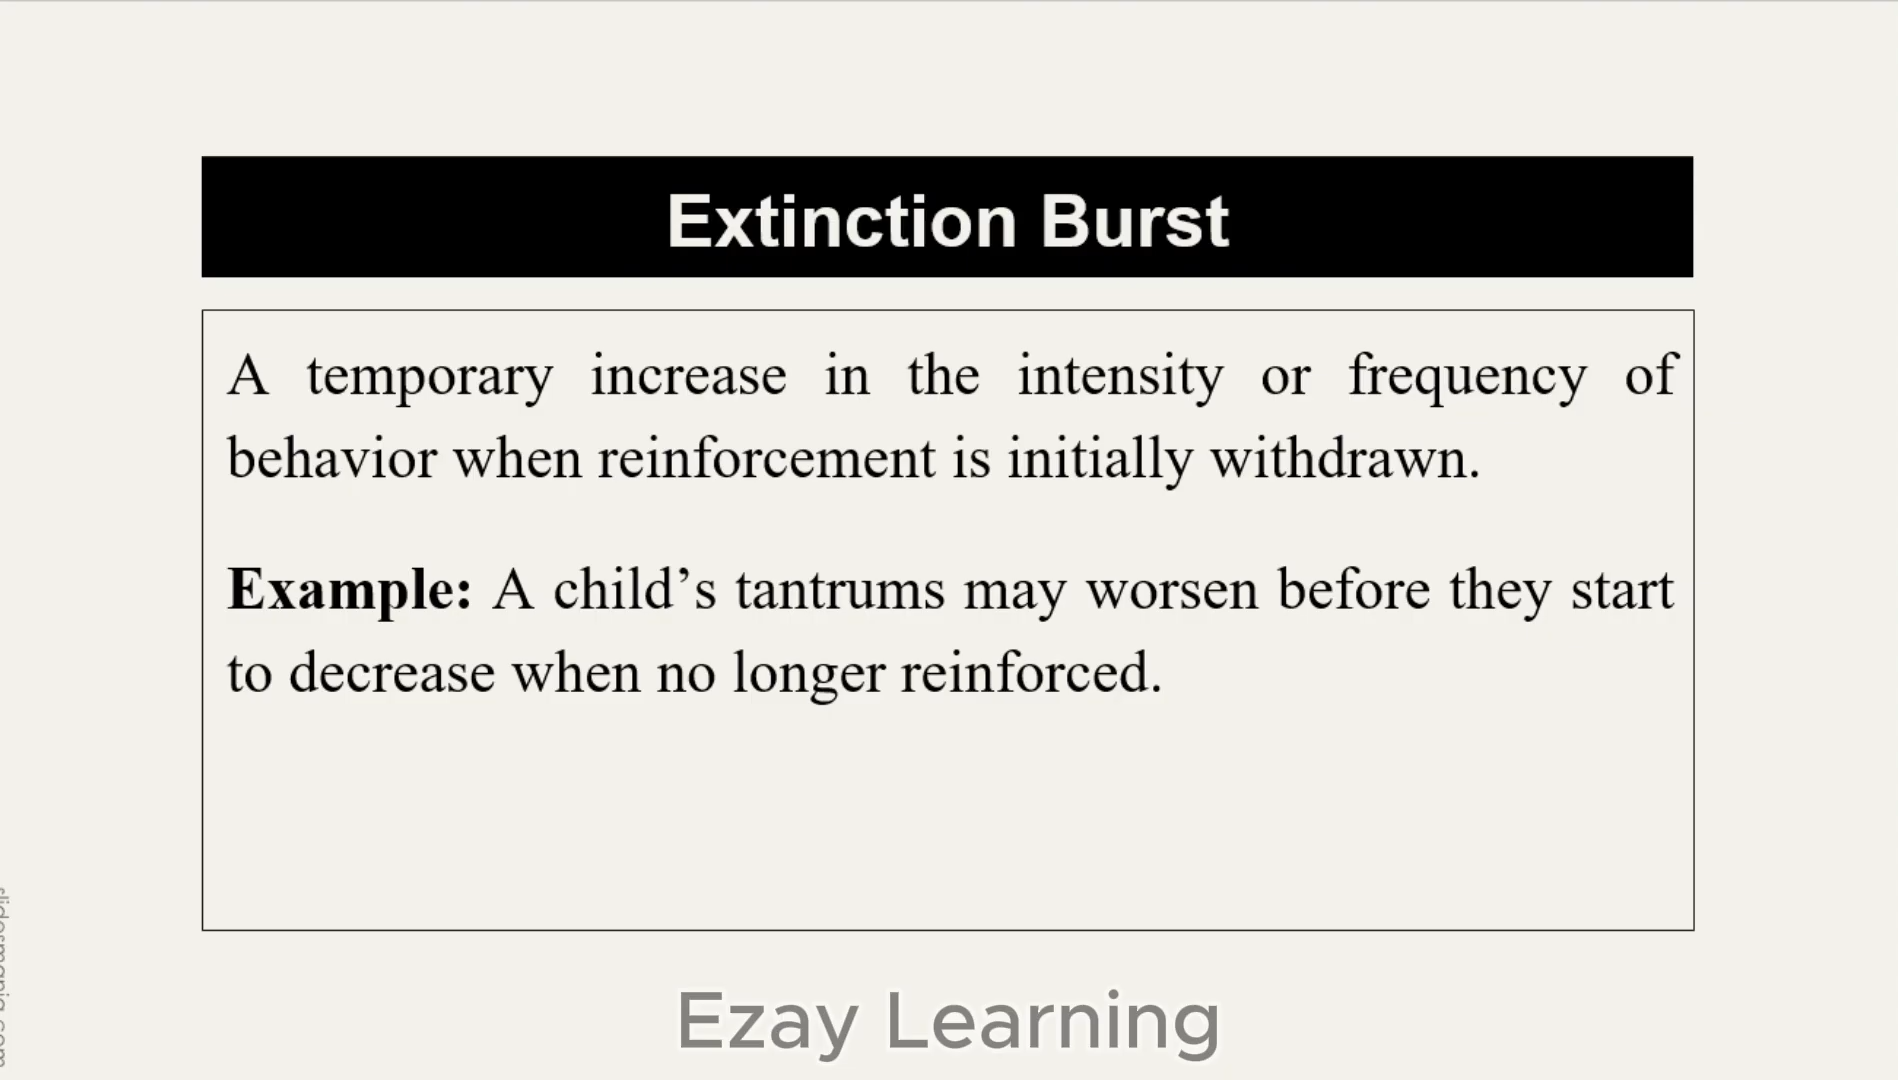 Extinction Burst
A temporary increase in the intensity or frequency of
behavior when reinforcement is initially withdrawn.
Example: A child’s tantrums may worsen before they start
to decrease when no longer reinforced.
Ezay Learning